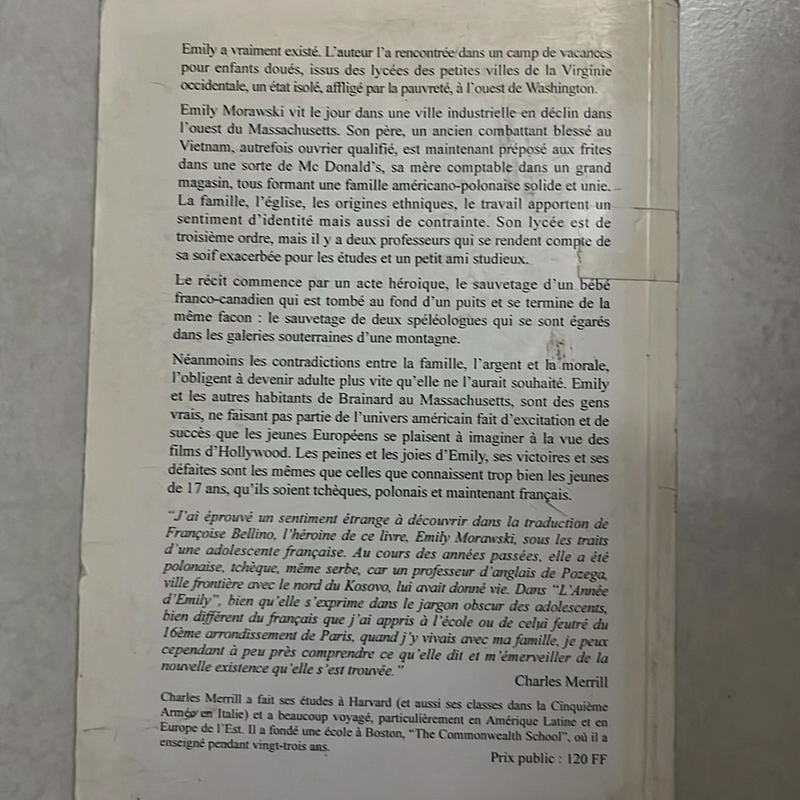 Emily a vraiment existé. L'auteur l'a rencontrée dans un camp de vacances
pour enfants doués, issus des lycées des petites villes de la Virginie
occidentale, un état isolé, affligé par la pauvreté, à l'ouest de Washington.
Emily Morawski vit le jour dans une ville industrielle en déclin dans
l'ouest du Massachusetts. Son père, un ancien combattant blessé au
Vietnam, autrefois ouvrier qualifié, est maintenant préposé aux frites
dans une sorte de Mc Donald's, sa mère comptable dans un grand
magasin, tous formant une famille américano-polonaise solide et unie.
La famille, l'église, les origines ethniques, le travail apportent un
sentiment d'identité mais aussi de contrainte. Son lycée est de
troisième ordre, mais il y a deux professeurs qui se rendent compte de
sa soif exacerbée pour les études et un petit ami studieux.
Le récit commence par un acte héroïque, le sauvetage d'un bébé
franco-canadien qui est tombé au fond d'un puits et se termine de la
même facon : le sauvetage de deux spéléologues qui se sont égarés
dans les galeries souterraines d'une montagne.
Néanmoins les contradictions entre la famille, l'argent et la morale,
l'obligent à devenir adulte plus vite qu'elle ne l'aurait souhaité. Emily
et les autres habitants de Brainard au Massachusetts, sont des gens
vrais, ne faisant pas partie de l'univers américain fait d'excitation et de
succès que les jeunes Européens se plaisent à imaginer à la vue des
films d'Hollywood. Les peines et les joies d'Emily, ses victoires et ses
défaites sont les mêmes que celles que connaissent trop bien les jeunes
de 17 ans, qu'ils soient tchèques, polonais et maintenant français.
"J'ai éprouvé un sentiment étrange à découvrir dans la traduction de
Françoise Bellino, l'héroine de ce livre, Emily Morawski, sous les traits
d'une adolescente française. Au cours des années passées, elle a été
polonaise, tchèque, même serbe, car un professeur d'anglais de Pozega,
ville frontière avec le nord du Kosovo, lui avait donné vie. Dans "L'Année
d'Emily", bien qu'elle s'exprime dans le jargon obscur des adolescents,
bien différent du français que j'ai appris à l'école ou de celui feutré du
16ème arrondissement de Paris, quand j'y vivais avec ma famille, je peux
cependant à peu près comprendre ce qu'elle dit et m'émerveiller de la
nouvelle existence qu'elle s'est trouvée."
Charles Merrill
Charles Merrill a fait ses études à Harvard (et aussi ses classes dans la Cinquième
Armée en Italie) et a beaucoup voyagé, particulièrement en Amérique Latine et en
Europe de l'Est. Il a fondé une école à Boston, "The Commonwealth School", où il a
enseigné pendant vingt-trois ans.
Prix public : 120 FF